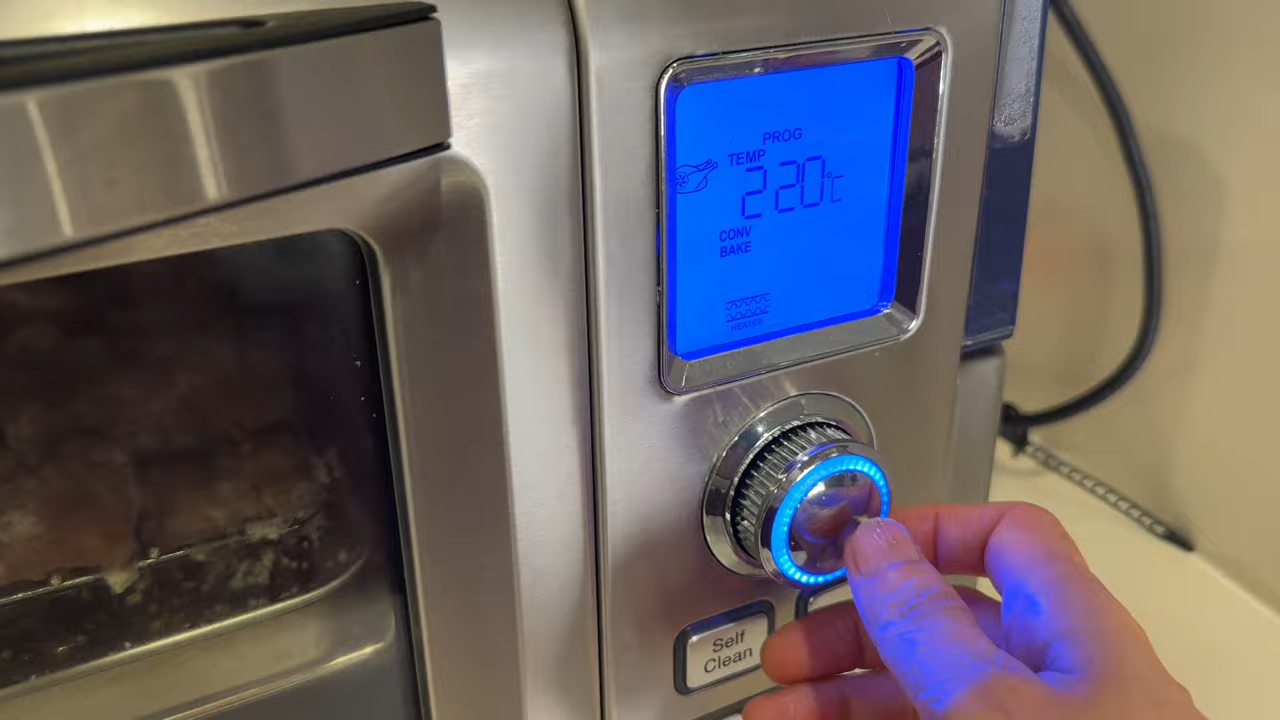 PROG
TEMP
220°C
CONV
BAKE
HEATER
Self
Clean